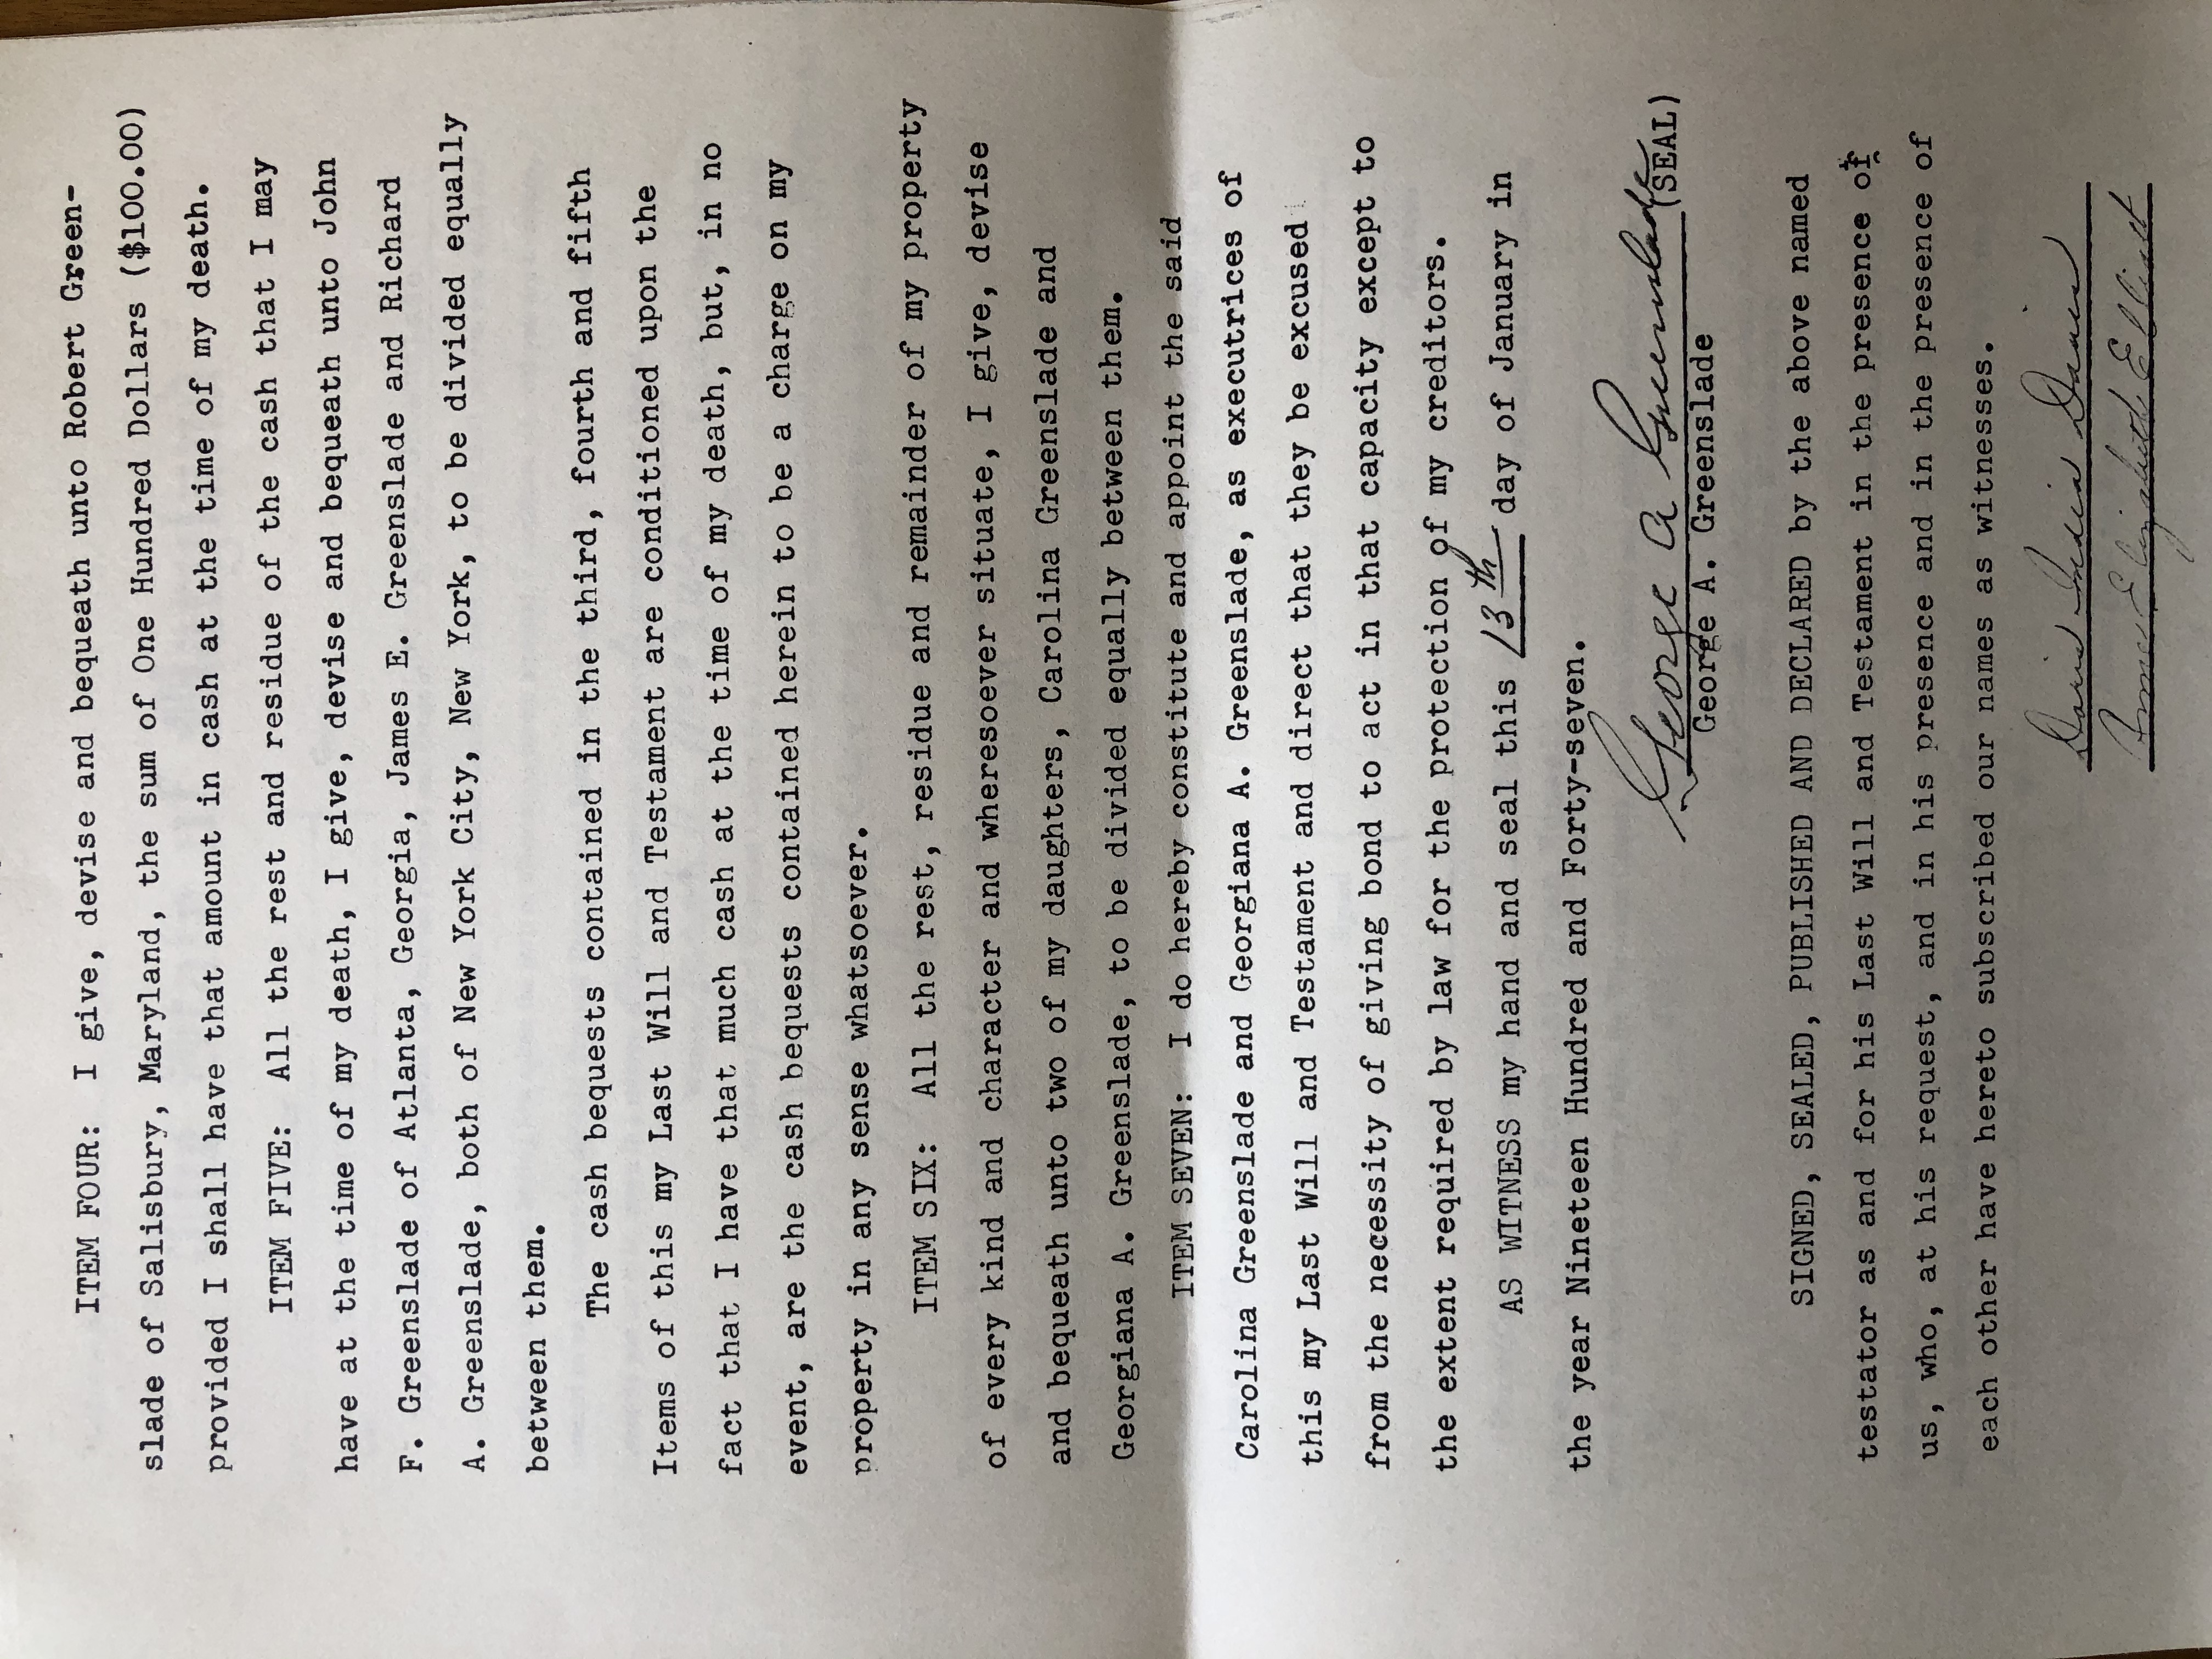 ITEM FOUR: I give, devise and bequeath unto Robert Green-
slade of Salisbury, Maryland, the sum of One Hundred Dollars ($100.00)
provided I shall have that amount in cash at the time of my death.
ITEM FIVE: All the rest and residue of the cash that I may
have at the time of my death, I give, devise and bequeath unto John
F. Greenslade of Atlanta, Georgia, James E. Greenslade and Richard
A. Greenslade, both of New York City, New York, to be divided equally
between them.
The cash bequests contained in the third, fourth and fifth
Items of this my Last Will and Testament are conditioned upon the
fact that I have that much cash at the time of my death, but, in no
event, are the cash bequests contained herein to be a charge on my
property in any sense whatsoever.
ITEM SIX: All the rest, residue and remainder of my property
of every kind and character and wheresoever situate, I give, devise
and bequeath unto two of my daughters, Carolina Greenslade and
Georgiana A. Greenslade, to be divided equally between them.
ITEM SEVEN: I do hereby constitute and appoint the said
Carolina Greenslade and Georgiana A. Greenslade, as executrices of
this my Last Will and Testament and direct that they be excused
from the necessity of giving bond to act in that capacity except to
the extent required by law for the protection of my creditors.
AS WITNESS my hand and seal this 13th day of January in
the year Nineteen Hundred and Forty-seven.
George A Greenslade (SEAL)
George A. Greenslade
SIGNED, SEALED, PUBLISHED AND DECLARED by the above named
testator as and for his Last Will and Testament in the presence of
us, who, at his request, and in his presence and in the presence of
each other have hereto subscribed our names as witnesses.
Doris India Davis
Anne Elizabeth Elliott